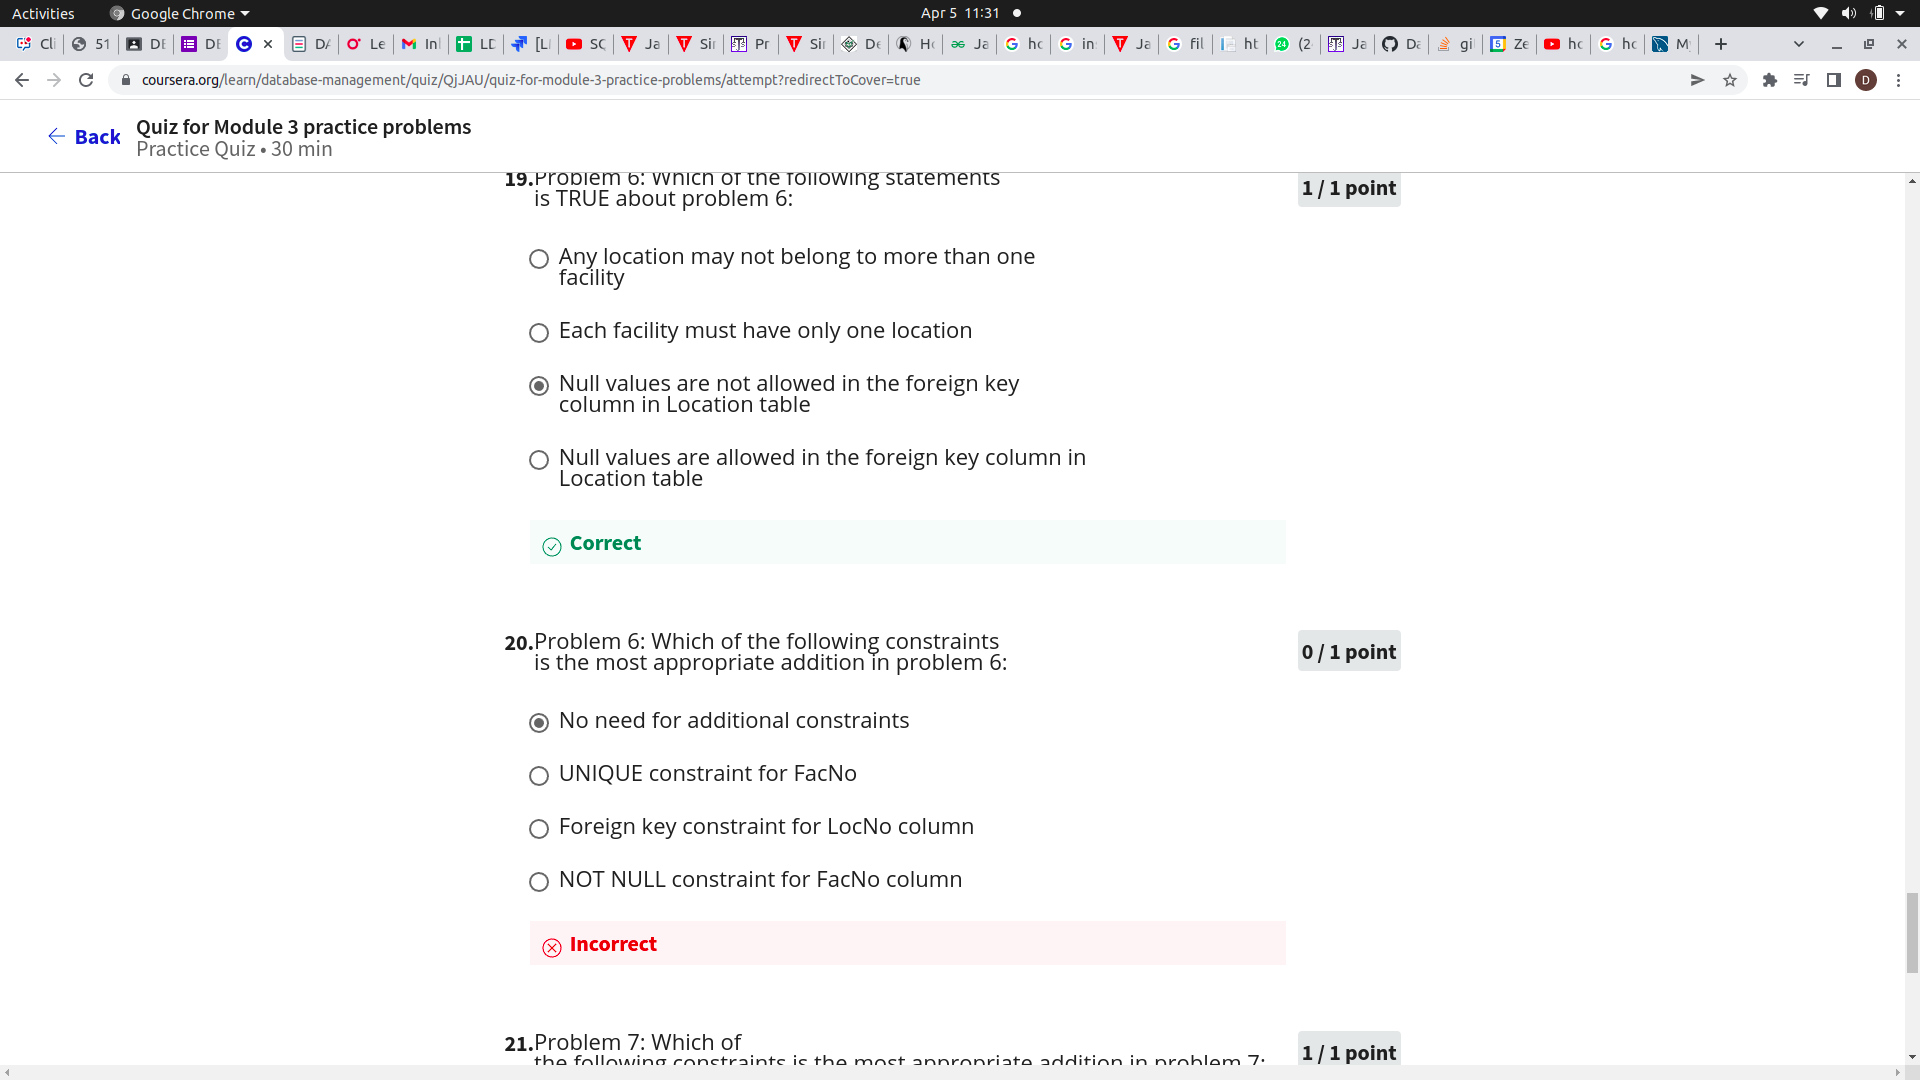 Activities
Google Chrome
Apr 5 11:31
Cli
51
DE
DE
DA
Le
In
LD
[L
SC
Ja
Sir
Pr
Sir
De
Ho
Ja
ho
in
Ja
fil
ht
(2
Ja
Da
gi
Ze
ho
ho
M
coursera.org/learn/database-management/quiz/QjJAU/quiz-for-module-3-practice-problems/attempt?redirectToCover=true
D
Back
Quiz for Module 3 practice problems
Practice Quiz • 30 min
19. Problem 6: Which of the following statements
is TRUE about problem 6:
1 / 1 point
Any location may not belong to more than one
facility
Each facility must have only one location
Null values are not allowed in the foreign key
column in Location table
Null values are allowed in the foreign key column in
Location table
Correct
20. Problem 6: Which of the following constraints
is the most appropriate addition in problem 6:
0 / 1 point
No need for additional constraints
UNIQUE constraint for FacNo
Foreign key constraint for LocNo column
NOT NULL constraint for FacNo column
Incorrect
21. Problem 7: Which of
the following constraints is the most appropriate addition in problem 7:
1 / 1 point